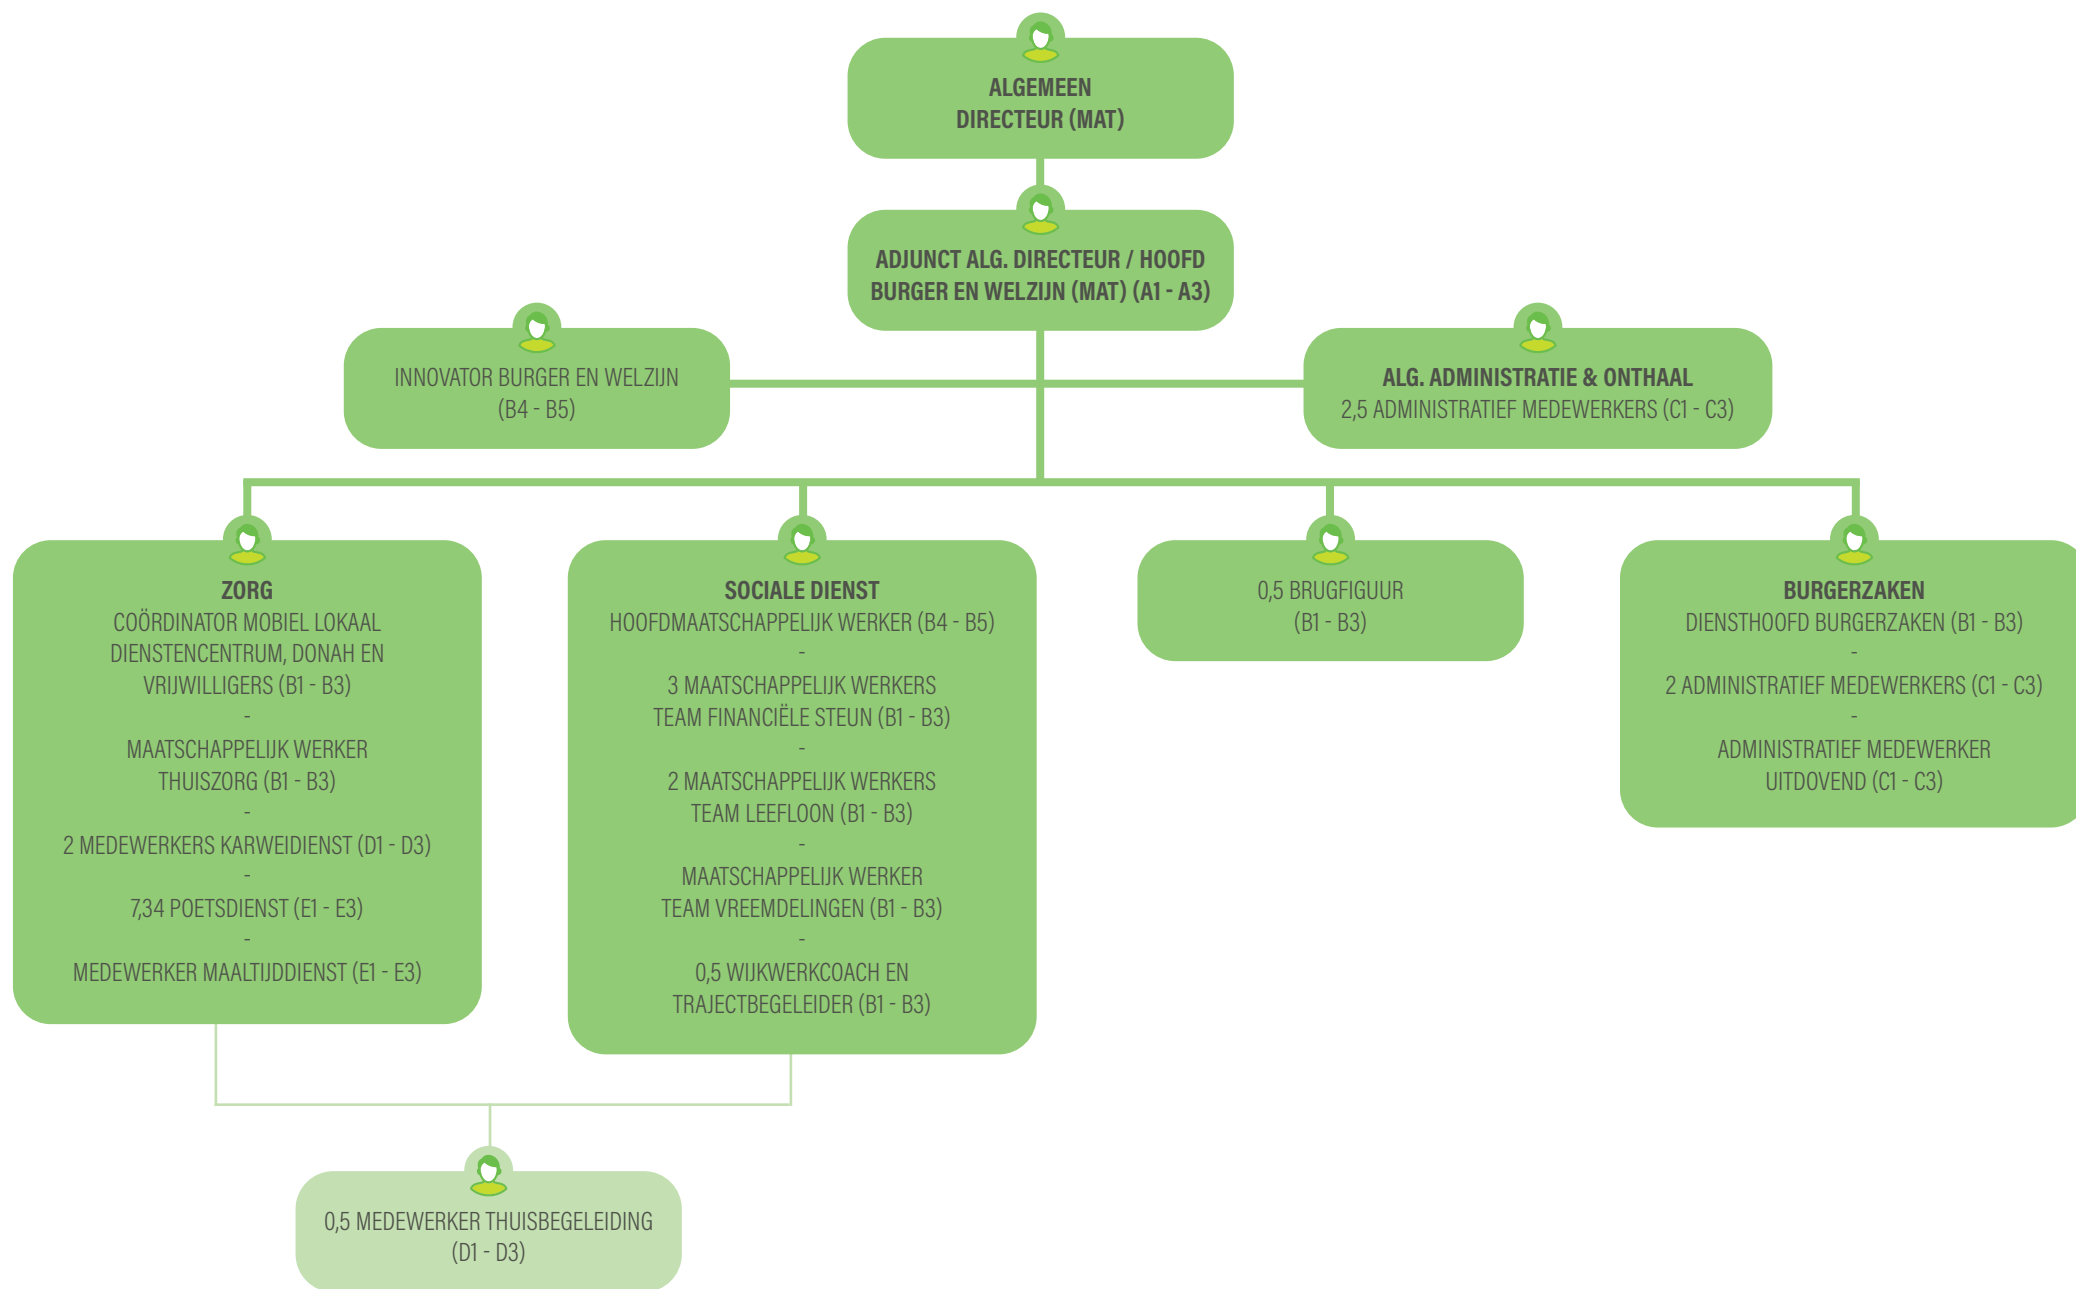 ALGEMEEN
DIRECTEUR (MAT)
ADJUNCT ALG. DIRECTEUR / HOOFD
BURGER EN WELZIJN (MAT) (A1 - A3)
INNOVATOR BURGER EN WELZIJN
(B4 - B5)
ALG. ADMINISTRATIE & ONTHAAL
2,5 ADMINISTRATIEF MEDEWERKERS (C1 - C3)
ZORG
COÖRDINATOR MOBIEL LOKAAL
DIENSTENCENTRUM, DONAH EN
VRIJWILLIGERS (B1 - B3)
-
MAATSCHAPPELIJK WERKER
THUISZORG (B1 - B3)
-
2 MEDEWERKERS KARWEIDIENST (D1 - D3)
-
7,34 POETSDIENST (E1 - E3)
-
MEDEWERKER MAALTIJDDIENST (E1 - E3)
SOCIALE DIENST
HOOFDMAATSCHAPPELIJK WERKER (B4 - B5)
-
3 MAATSCHAPPELIJK WERKERS
TEAM FINANCIËLE STEUN (B1 - B3)
-
2 MAATSCHAPPELIJK WERKERS
TEAM LEEFLOON (B1 - B3)
-
MAATSCHAPPELIJK WERKER
TEAM VREEMDELINGEN (B1 - B3)
-
0,5 WIJKWERKCOACH EN
TRAJECTBEGELEIDER (B1 - B3)
0,5 BRUGFIGUUR
(B1 - B3)
BURGERZAKEN
DIENSTHOOFD BURGERZAKEN (B1 - B3)
-
2 ADMINISTRATIEF MEDEWERKERS (C1 - C3)
-
ADMINISTRATIEF MEDEWERKER
UITDOVEND (C1 - C3)
0,5 MEDEWERKER THUISBEGELEIDING
(D1 - D3)